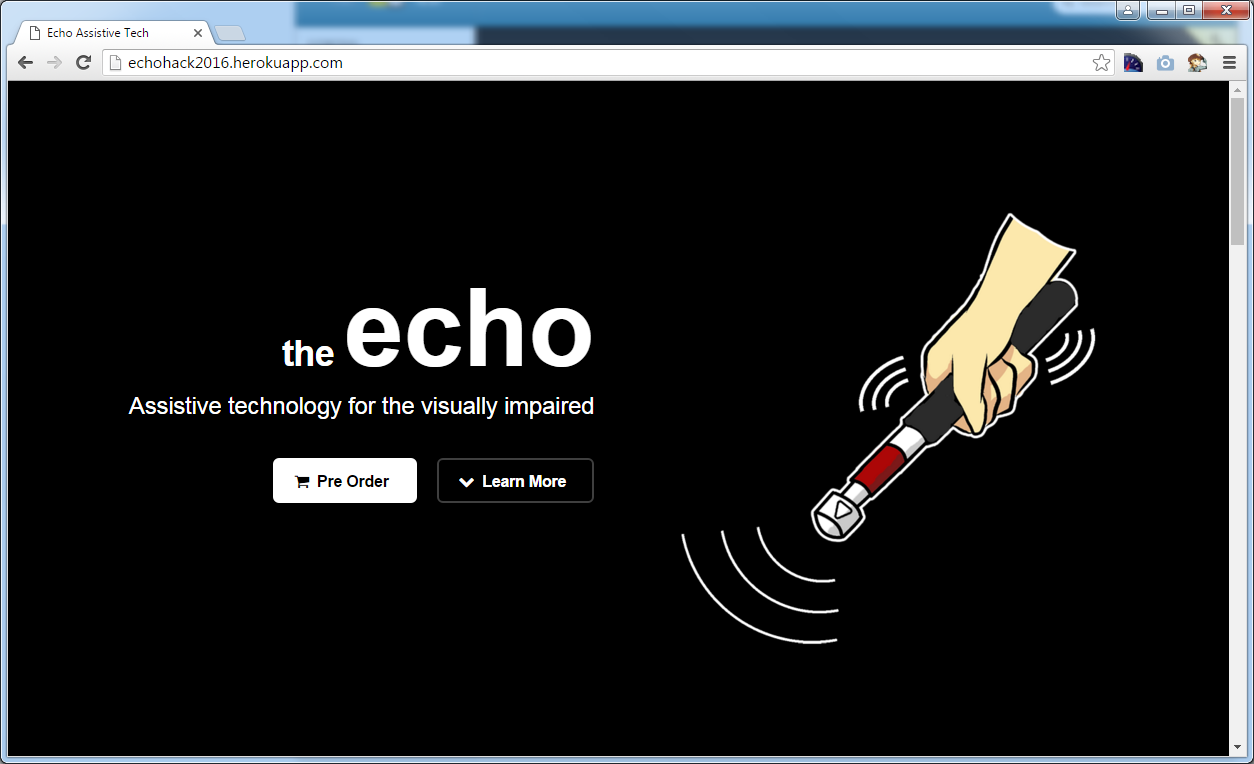 Echo Assistive Tech
echohack2016.herokuapp.com
the echo
Assistive technology for the visually impaired
Pre Order
Learn More